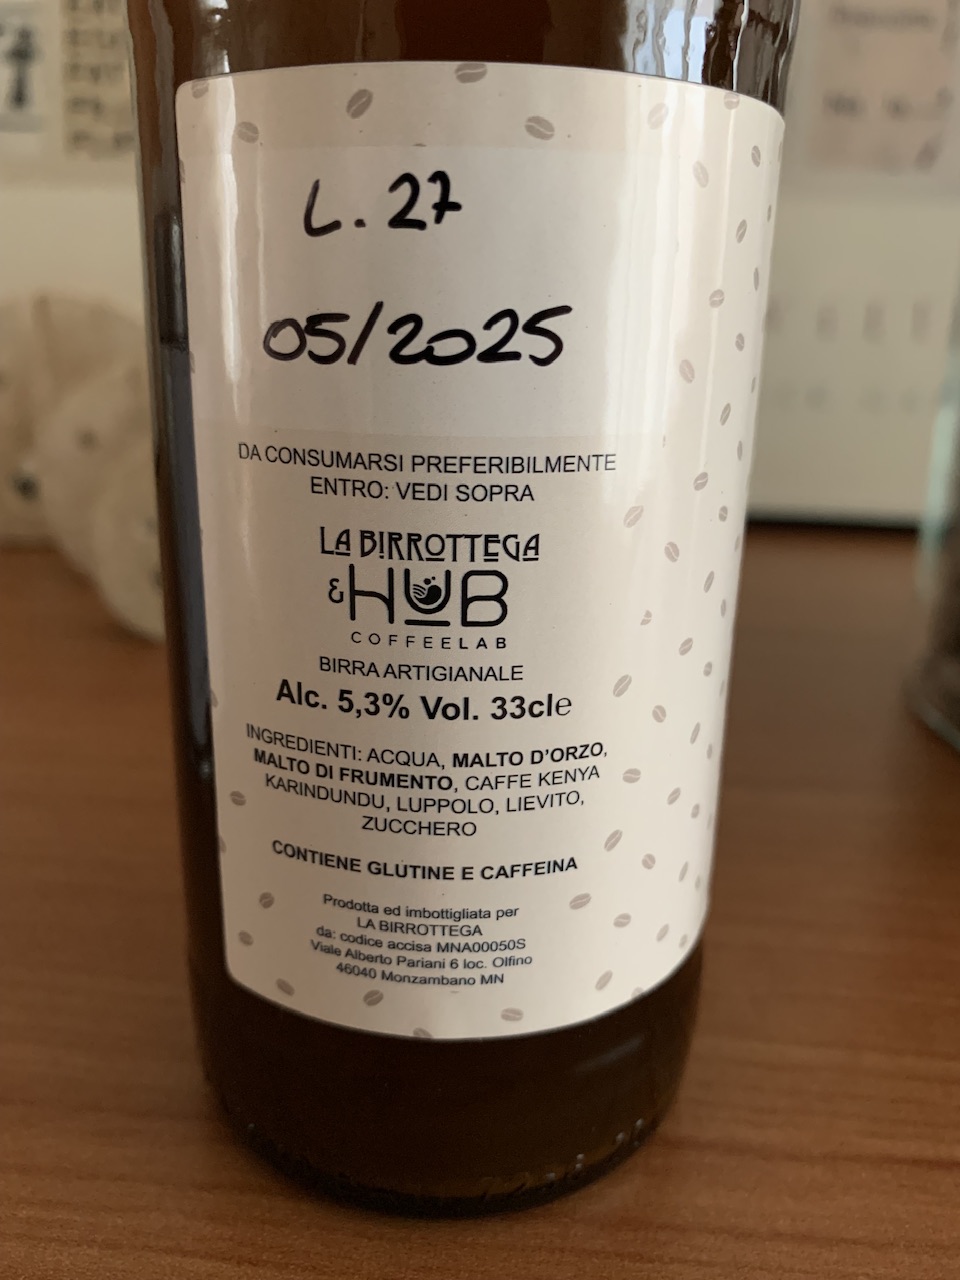 L. 27
05/2025
DA CONSUMARSI PREFERIBILMENTE
ENTRO: VEDI SOPRA
LA BIRROTTEGA
& HUB
COFFEELAB
BIRRA ARTIGIANALE
Alc. 5,3% Vol. 33cl e
INGREDIENTI: ACQUA, MALTO D'ORZO,
MALTO DI FRUMENTO, CAFFE KENYA
KARINDUNDU, LUPPOLO, LIEVITO,
ZUCCHERO
CONTIENE GLUTINE E CAFFEINA
Prodotta ed imbottigliata per
LA BIRROTTEGA
da: codice accisa MNA00050S
Viale Alberto Pariani 6 loc. Olfino
46040 Monzambano MN